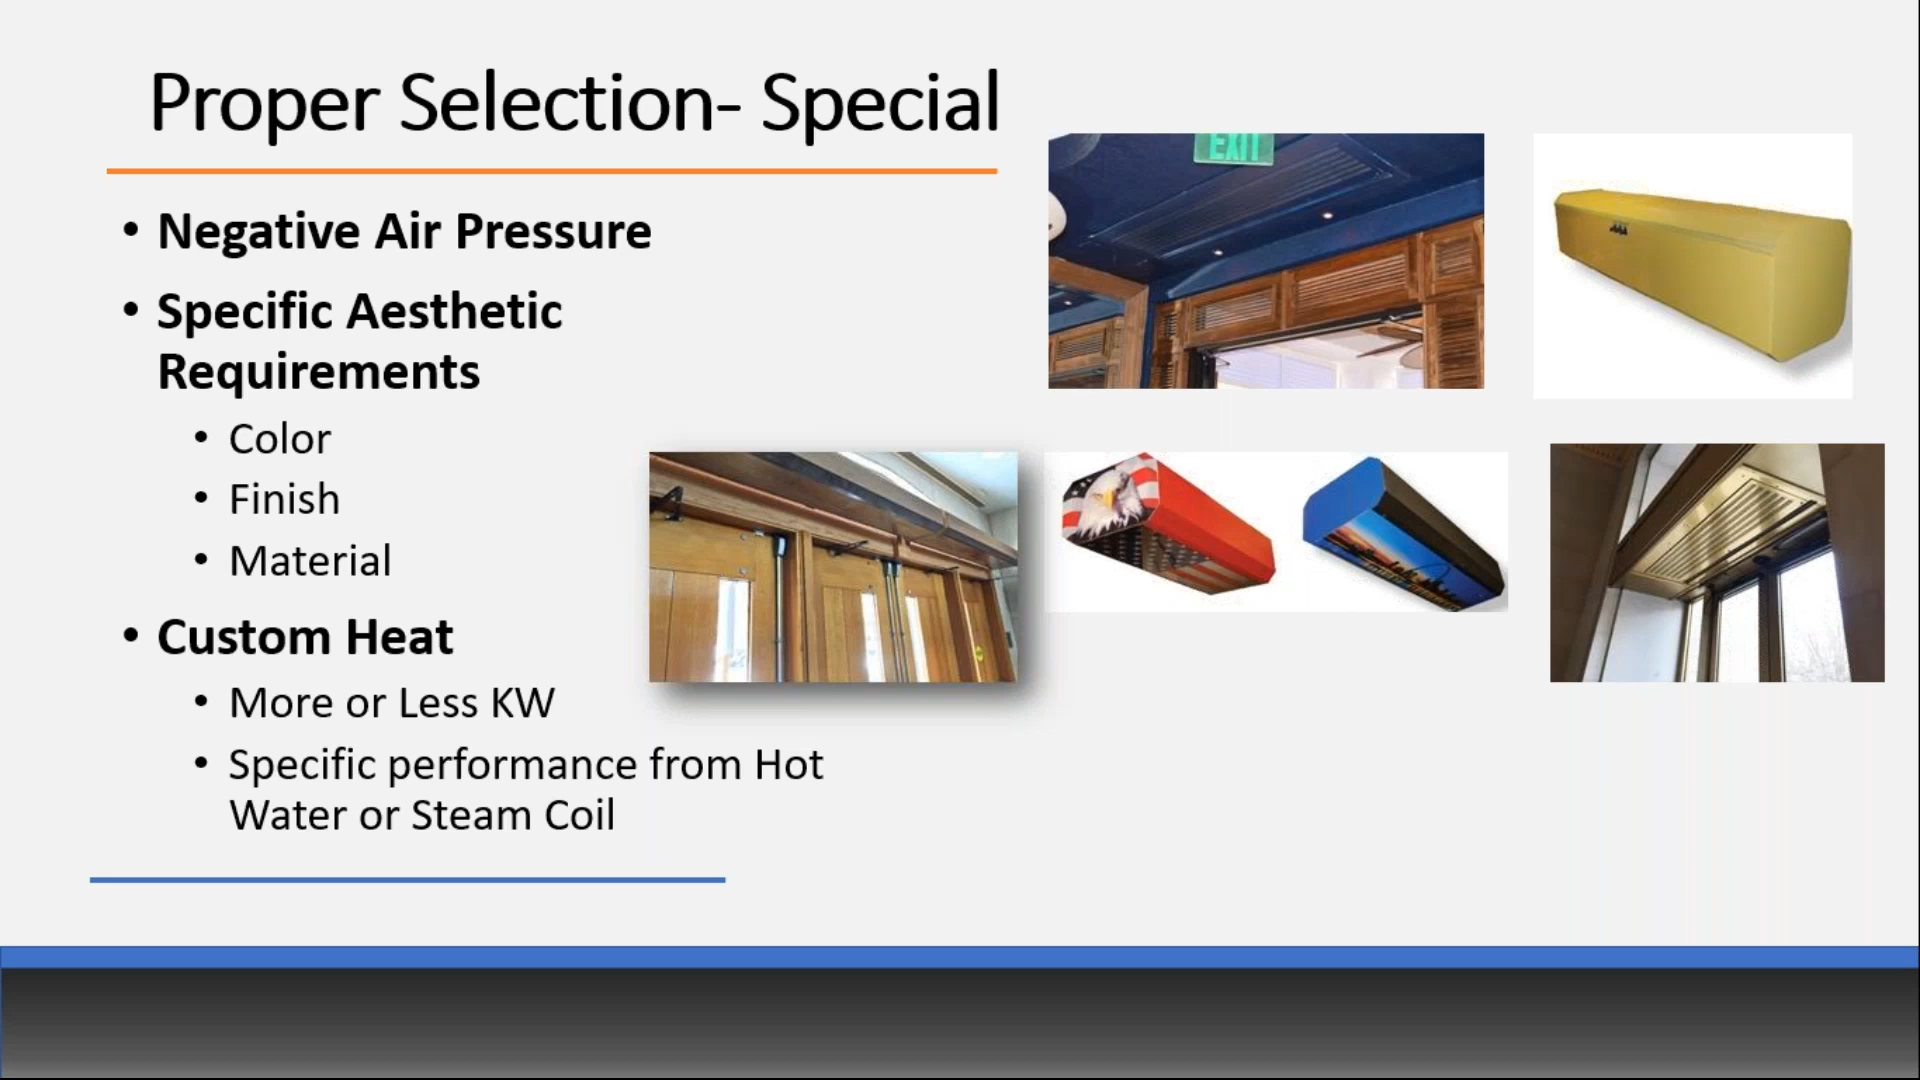 Proper Selection- Special
• Negative Air Pressure
• Specific Aesthetic
Requirements
• Color
• Finish
• Material
• Custom Heat
• More or Less KW
• Specific performance from Hot
Water or Steam Coil
EXIT